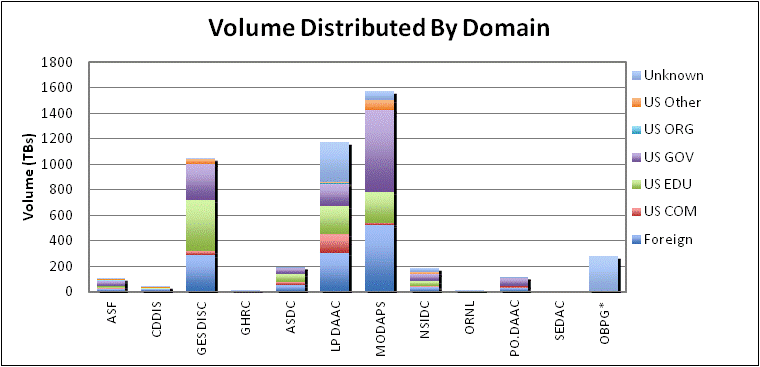 Volume Distributed By Domain
Volume (TBs)
1800
1600
1400
1200
1000
800
600
400
200
0
ASF
CDDIS
GES DISC
GHRC
ASDC
LP DAAC
MODAPS
NSIDC
ORNL
PO.DAAC
SEDAC
OBPG *
Unknown
US Other
US ORG
US GOV
US EDU
US COM
Foreign